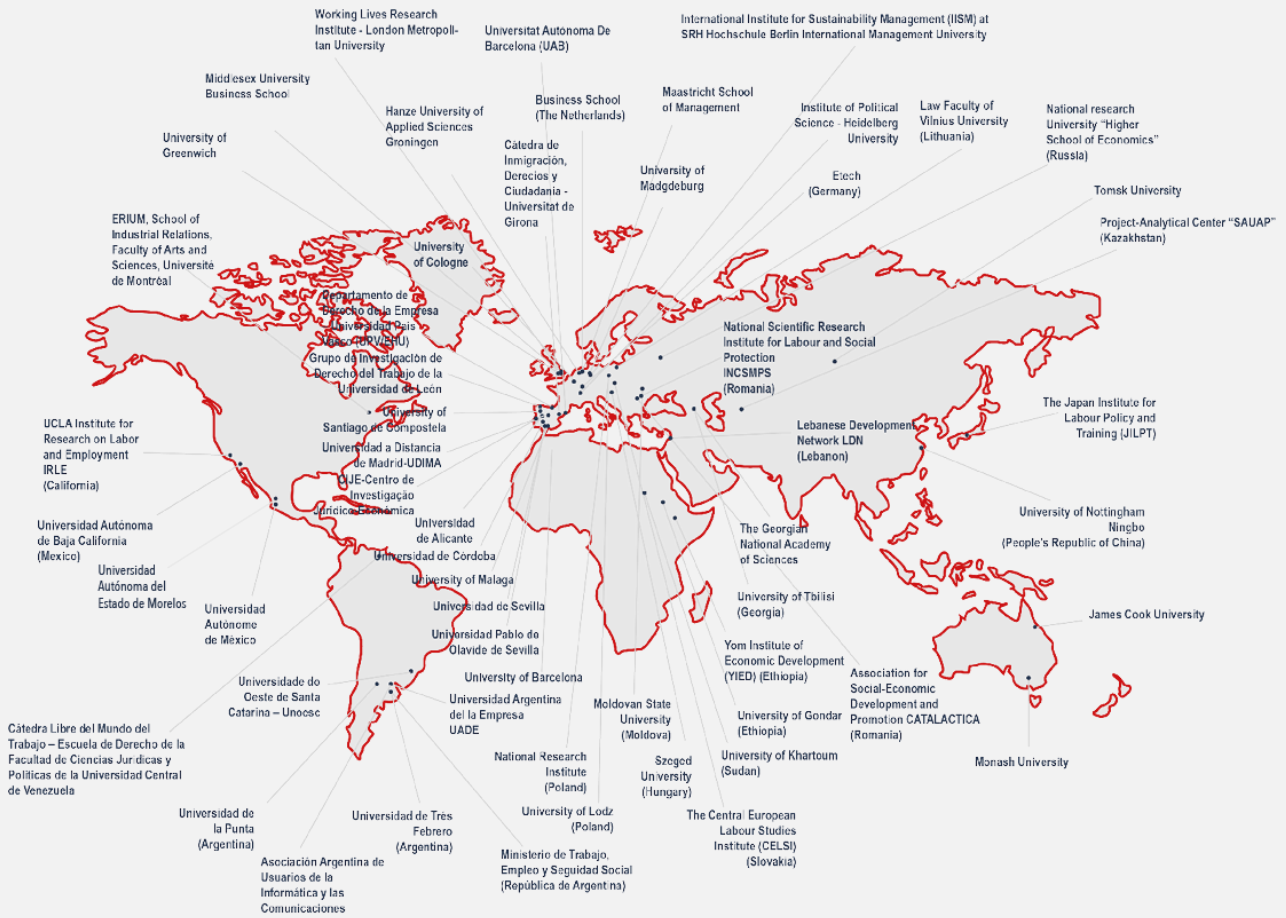 Working Lives Research
Institute - London Metropoli-
tan University
Universitat Autònoma De
Barcelona (UAB)
International Institute for Sustainability Management (IISM) at
SRH Hochschule Berlin International Management University
Middlesex University
Business School
Hanze University of
Applied Sciences
Groningen
Business School
(The Netherlands)
Maastricht School
of Management
Institute of Political
Science - Heidelberg
University
Law Faculty of
Vilnius University
(Lithuania)
National research
University “Higher
School of Economics”
(Russia)
University of
Greenwich
Cátedra de
Inmigración,
Derecios y
Ciudadania -
Universitat de
Girona
University of
Madgdeburg
Etech
(Germany)
Tomsk University
ERIUM, School of
Industrial Relations,
Faculty of Arts and
Sciences, Université
de Montréal
University
of Cologne
Project-Analytical Center “SAUAP”
(Kazakhstan)
Departamento de
Derecho de la Empresa
Universidad Pais
Vasco (UPV/EHU)
Grupo de Investigación de
Derecho del Trabajo de la
Universidad de León
University of
Santiago de Compostela
Universidad a Distancia
de Madrid-UDIMA
CIJE-Centro de
Investigação
Jurídico Económica
National Scientific Research
Institute for Labour and Social
Protection
INCSMPS
(Romania)
UCLA Institute for
Research on Labor
and Employment
IRLE
(California)
Lebanese Development
Network LDN
(Lebanon)
The Japan Institute for
Labour Policy and
Training (JILPT)
Universidad Autónoma
de Baja California
(Mexico)
Universidad
Autónoma del
Estado de Morelos
Universidad
Autónome
de México
Universidad
de Alicante
Universidad de Córdoba
University of Malaga
Universidad de Sevilla
Universidad Pablo do
Olavide de Sevilla
University of Barcelona
The Georgian
National Academy
of Sciences
University of Nottingham
Ningbo
(People's Republic of China)
University of Tbilisi
(Georgia)
James Cook University
Yom Institute of
Economic Development
(YIED) (Ethiopia)
Association for
Social-Economic
Development and
Promotion CATALACTICA
(Romania)
Universidade do
Oeste de Santa
Catarina – Unoesc
Universidad Argentina
del la Empresa
UADE
Moldovan State
University
(Moldova)
University of Gondar
(Ethiopia)
Cátedra Libre del Mundo del
Trabajo – Escuela de Derecho de la
Facultad de Ciencias Juridicas y
Políticas de la Universidad Central
de Venezuela
National Research
Institute
(Poland)
Szeged
University
(Hungary)
University of Khartoum
(Sudan)
Monash University
Universidad de
la Punta
(Argentina)
Universidad de Très
Febrero
(Argentina)
University of Lodz
(Poland)
The Central European
Labour Studies
Institute (CELSI)
(Slovakia)
Asociación Argentina de
Usuarios de la
Informática y las
Comunicaciones
Ministerio de Trabajo,
Empleo y Seguidad Social
(República de Argentina)